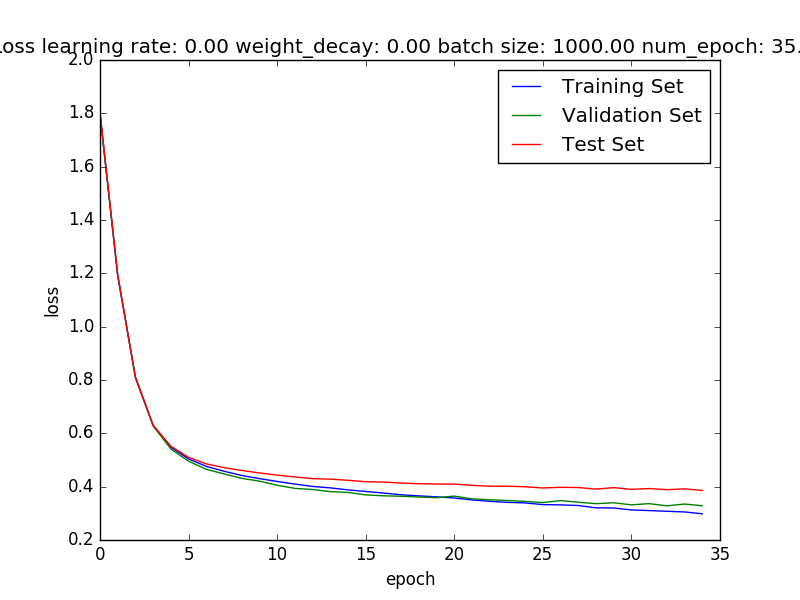 Loss learning rate: 0.00 weight_decay: 0.00 batch size: 1000.00 num_epoch: 35.
Training Set
Validation Set
Test Set
2.0
1.8
1.6
1.4
1.2
1.0
0.8
0.6
0.4
0.2
loss
0 5 10 15 20 25 30 35
epoch